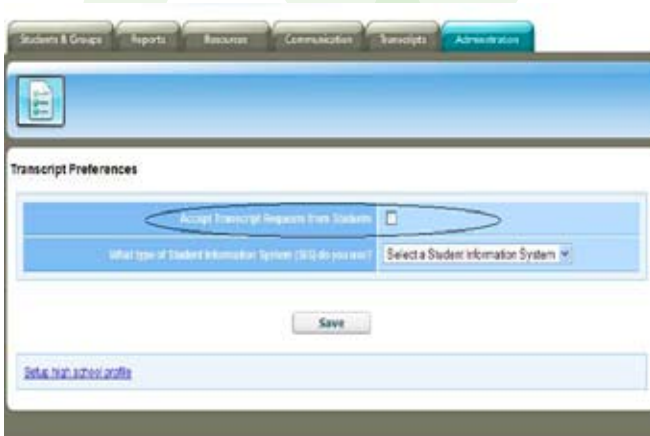 Students & Groups Reports Resources Communication Transcripts Administration
Transcript Preferences
Accept Transcript Requests from Students
What type of Student Information System (SIS) do you use? Select a Student Information System
Save
Setup high school profile